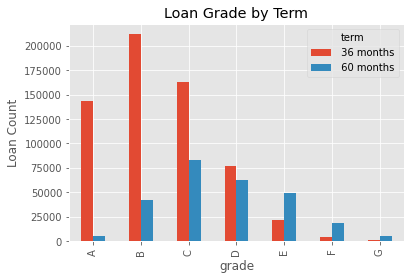 Loan Grade by Term
term
36 months
60 months
Loan Count
200000
175000
150000
125000
100000
75000
50000
25000
0
A
B
C
D
E
F
G
grade